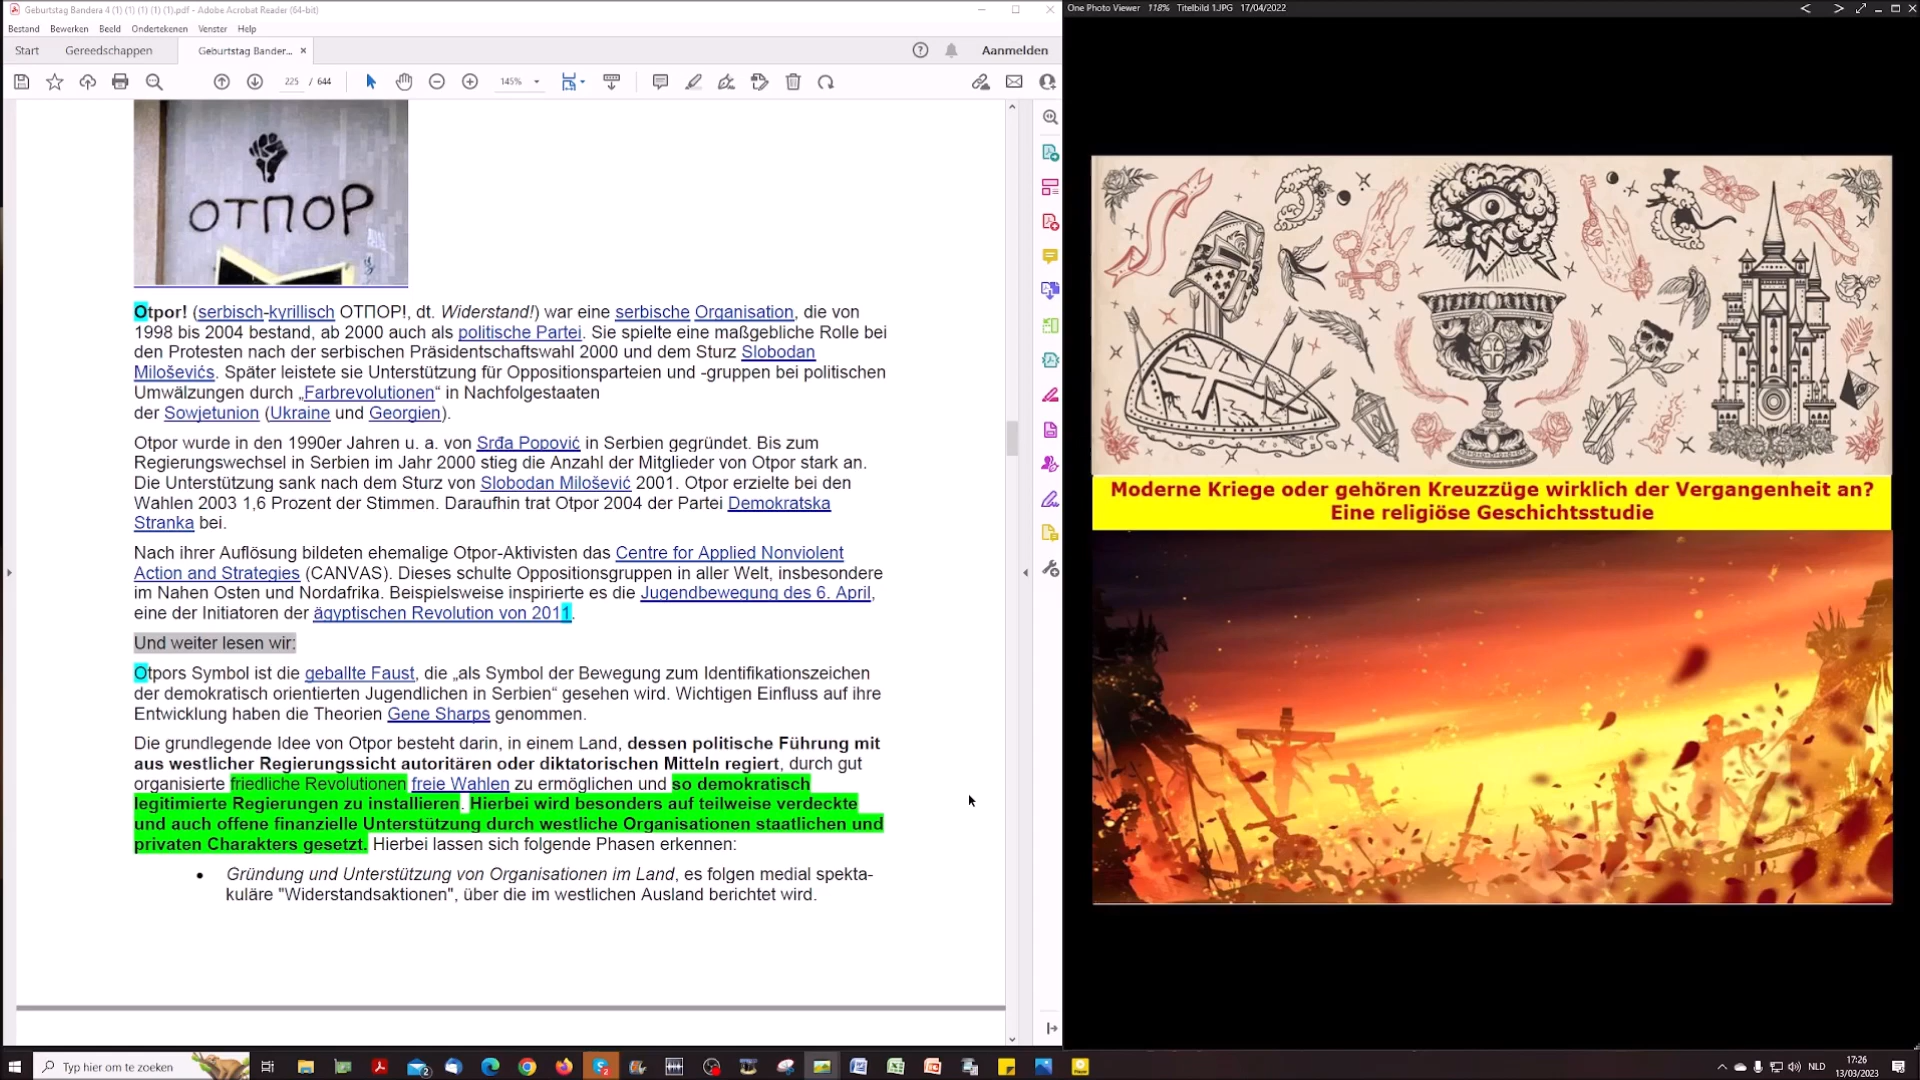 Geburtstag Bandera 4 (1) (1) (1) (1) (1).pdf - Adobe Acrobat Reader (64-bit)
Bestand Bewerken Beeld Ondertekenen Venster Help
Start Gereedschappen Geburtstag Bander... × Aanmelden
225 / 644 145%
ОТПОР
Otpor! (serbisch-kyrillisch ОТПОР!, dt. Widerstand!) war eine serbische Organisation, die von
1998 bis 2004 bestand, ab 2000 auch als politische Partei. Sie spielte eine maßgebliche Rolle bei
den Protesten nach der serbischen Präsidentschaftswahl 2000 und dem Sturz Slobodan
Miloševićs. Später leistete sie Unterstützung für Oppositionsparteien und -gruppen bei politischen
Umwälzungen durch „Farbrevolutionen“ in Nachfolgestaaten
der Sowjetunion (Ukraine und Georgien).
Otpor wurde in den 1990er Jahren u. a. von Srđa Popović in Serbien gegründet. Bis zum
Regierungswechsel in Serbien im Jahr 2000 stieg die Anzahl der Mitglieder von Otpor stark an.
Die Unterstützung sank nach dem Sturz von Slobodan Milošević 2001. Otpor erzielte bei den
Wahlen 2003 1,6 Prozent der Stimmen. Daraufhin trat Otpor 2004 der Partei Demokratska
Stranka bei.
Nach ihrer Auflösung bildeten ehemalige Otpor-Aktivisten das Centre for Applied Nonviolent
Action and Strategies (CANVAS). Dieses schulte Oppositionsgruppen in aller Welt, insbesondere
im Nahen Osten und Nordafrika. Beispielsweise inspirierte es die Jugendbewegung des 6. April,
eine der Initiatoren der ägyptischen Revolution von 2011.
Und weiter lesen wir:
Otpors Symbol ist die geballte Faust, die „als Symbol der Bewegung zum Identifikationszeichen
der demokratisch orientierten Jugendlichen in Serbien“ gesehen wird. Wichtigen Einfluss auf ihre
Entwicklung haben die Theorien Gene Sharps genommen.
Die grundlegende Idee von Otpor besteht darin, in einem Land, dessen politische Führung mit
aus westlicher Regierungssicht autoritären oder diktatorischen Mitteln regiert, durch gut
organisierte friedliche Revolutionen freie Wahlen zu ermöglichen und so demokratisch
legitimierte Regierungen zu installieren. Hierbei wird besonders auf teilweise verdeckte
und auch offene finanzielle Unterstützung durch westliche Organisationen staatlichen und
privaten Charakters gesetzt. Hierbei lassen sich folgende Phasen erkennen:
• Gründung und Unterstützung von Organisationen im Land, es folgen medial spekta-
kuläre "Widerstandsaktionen", über die im westlichen Ausland berichtet wird.
One Photo Viewer 118% Titelbild 1.JPG 17/04/2022
Moderne Kriege oder gehören Kreuzzüge wirklich der Vergangenheit an?
Eine religiöse Geschichtsstudie
Typ hier om te zoeken
NLD
17:26
13/03/2023